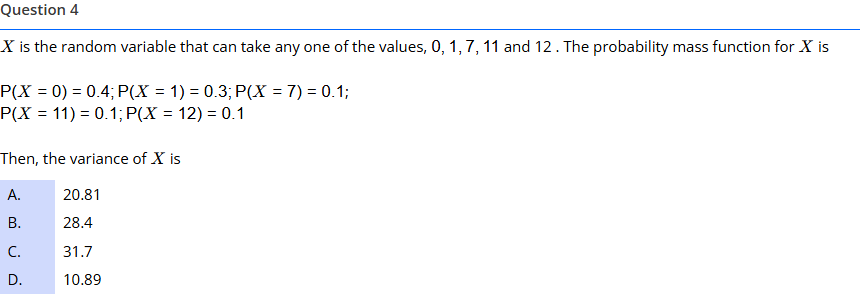 Question 4
X is the random variable that can take any one of the values, 0, 1, 7, 11 and 12 . The probability mass function for X is
P(X = 0) = 0.4; P(X = 1) = 0.3; P(X = 7) = 0.1;
P(X = 11) = 0.1; P(X = 12) = 0.1
Then, the variance of X is
A. 20.81
B. 28.4
C. 31.7
D. 10.89